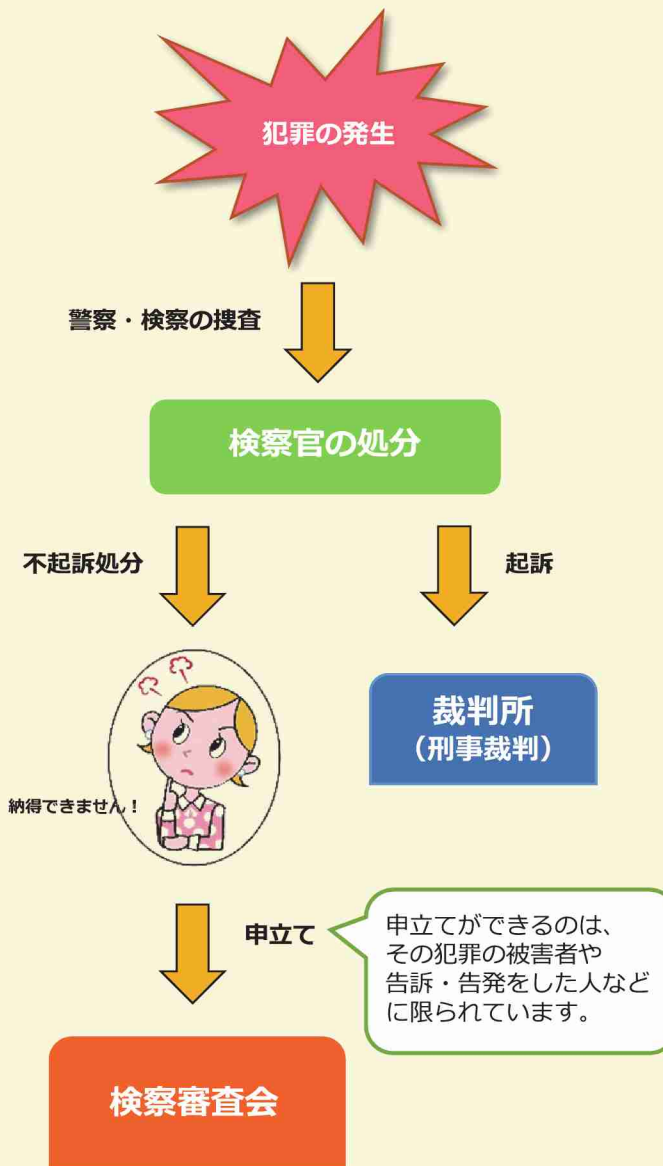 犯罪の発生
警察・検察の捜査
検察官の処分
不起訴処分
起訴
裁判所
（刑事裁判）
納得できません！
申立て
申立てができるのは、
その犯罪の被害者や
告訴・告発をした人など
に限られています。
検察審査会